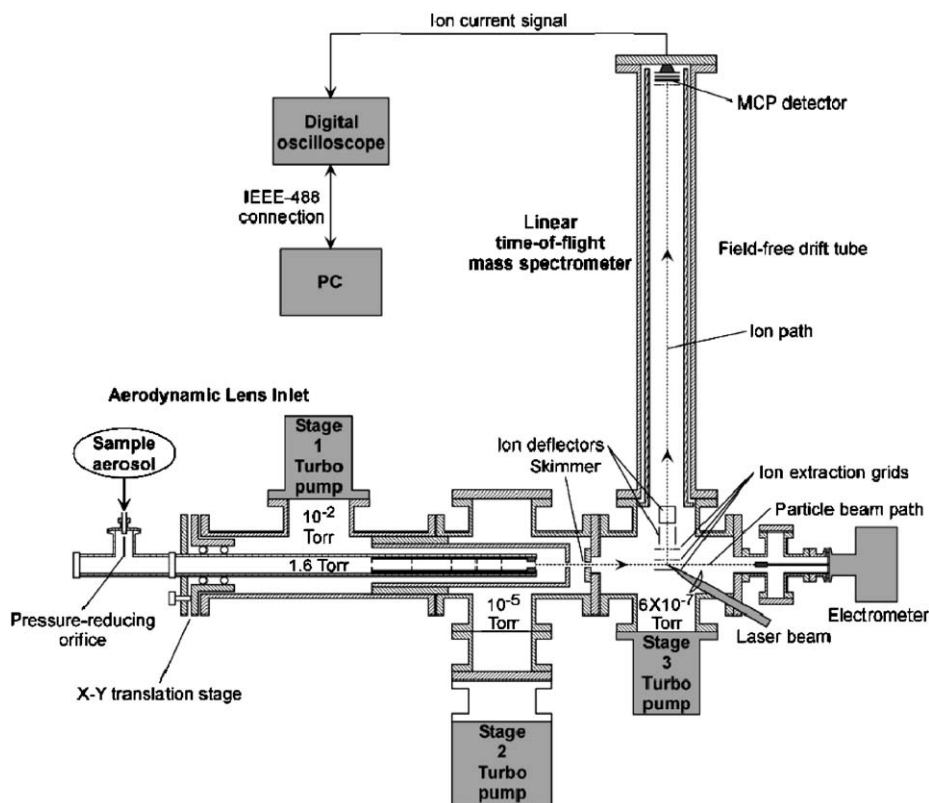 Ion current signal
MCP detector
Digital
oscilloscope
IEEE-488
connection
PC
Linear
time-of-flight
mass spectrometer
Field-free drift tube
Ion path
Aerodynamic Lens Inlet
Sample
aerosol
Stage
1
Turbo
pump
Ion deflectors
Skimmer
Ion extraction grids
Particle beam path
10-2
Torr
1.6 Torr
Pressure-reducing
orifice
X-Y translation stage
10-5
Torr
6X10-7
Torr
Electrometer
Laser beam
Stage
3
Turbo
pump
Stage
2
Turbo
pump